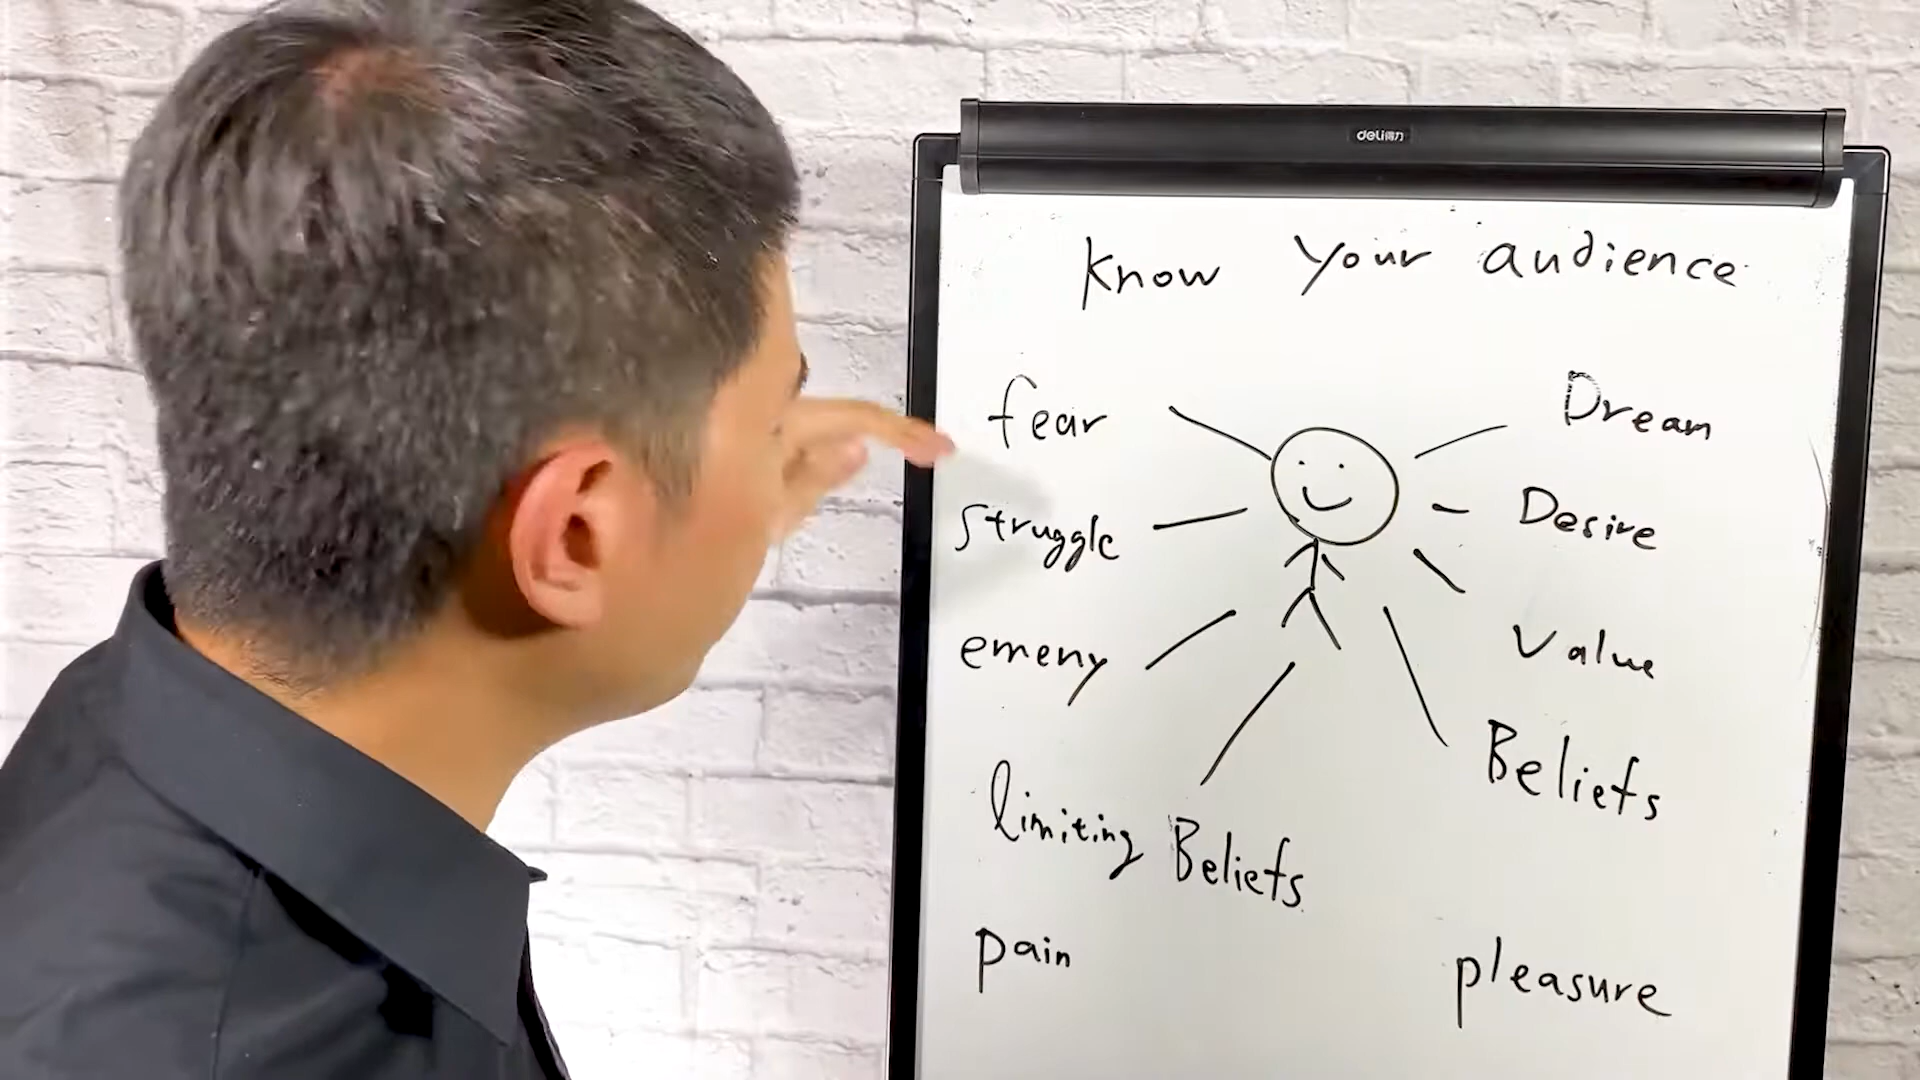 deli得力
Know Your audience
fear
Dream
struggle
Desire
emeny
Value
limiting Beliefs
Beliefs
pain
pleasure